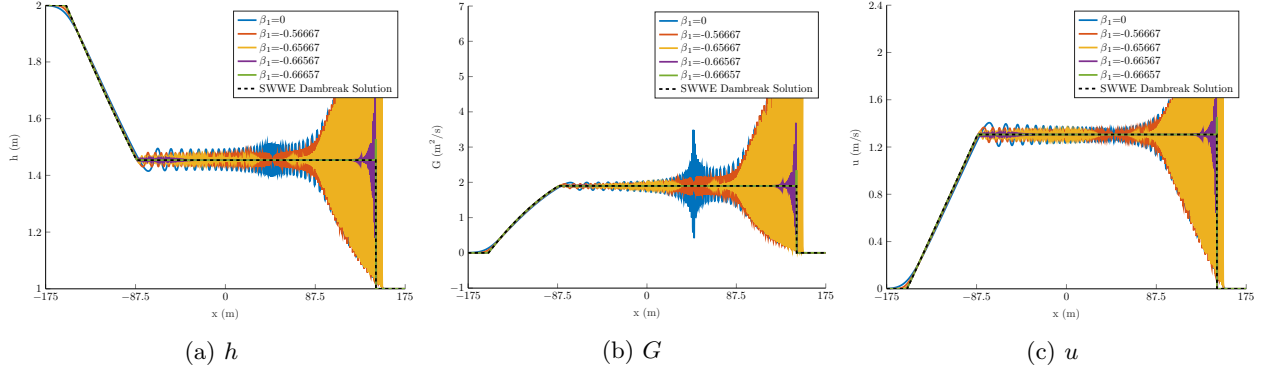 2
1.8
1.6
1.4
1.2
1
−175
−87.5
0
87.5
175
x (m)
h (m)
β1=0
β1=-0.56667
β1=-0.65667
β1=-0.66567
β1=-0.66657
SWWE Dambreak Solution
(a) h
7
6
5
4
3
2
1
0
−1
−175
−87.5
0
87.5
175
x (m)
G (m²/s)
β1=0
β1=-0.56667
β1=-0.65667
β1=-0.66567
β1=-0.66657
SWWE Dambreak Solution
(b) G
2.4
2
1.6
1.2
0.8
0.4
0
−175
−87.5
0
87.5
175
x (m)
u (m/s)
β1=0
β1=-0.56667
β1=-0.65667
β1=-0.66567
β1=-0.66657
SWWE Dambreak Solution
(c) u